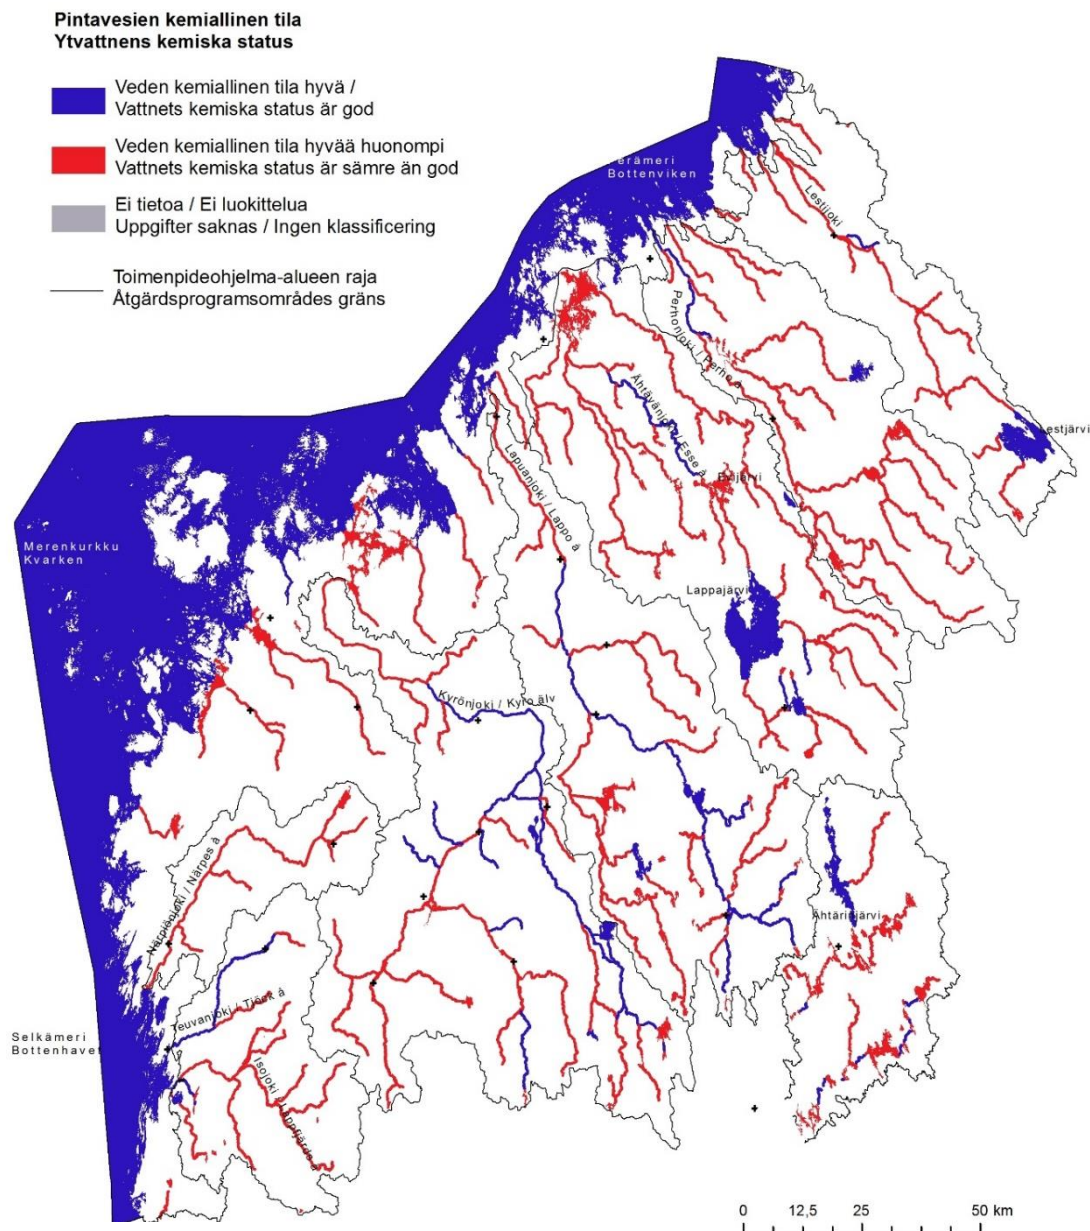 Pintavesien kemiallinen tila
Ytvattnens kemiska status
Veden kemiallinen tila hyvä /
Vattnets kemiska status är god
Veden kemiallinen tila hyvää huonompi
Vattnets kemiska status är sämre än god
Ei tietoa / Ei luokittelua
Uppgifter saknas / Ingen klassificering
Toimenpideohjelma-alueen raja
Åtgärdsprogramsområdes gräns
Perämeri
Bottenviken
Lestijoki
Perhonjoki / Perho å
Ähtävänjoki / Esse å
Lestjärvi
Lapuanjoki / Lappo å
Evijärvi
Merenkurkku
Kvarken
Lappajärvi
Kyrönjoki / Kyro älv
Närpiönjoki / Närpes å
Ähtärinjärvi
Teuvanjoki / Tjöck å
Selkämeri
Bottenhavet
Isojoki / Lappfjärds å
0 12,5 25 50 km